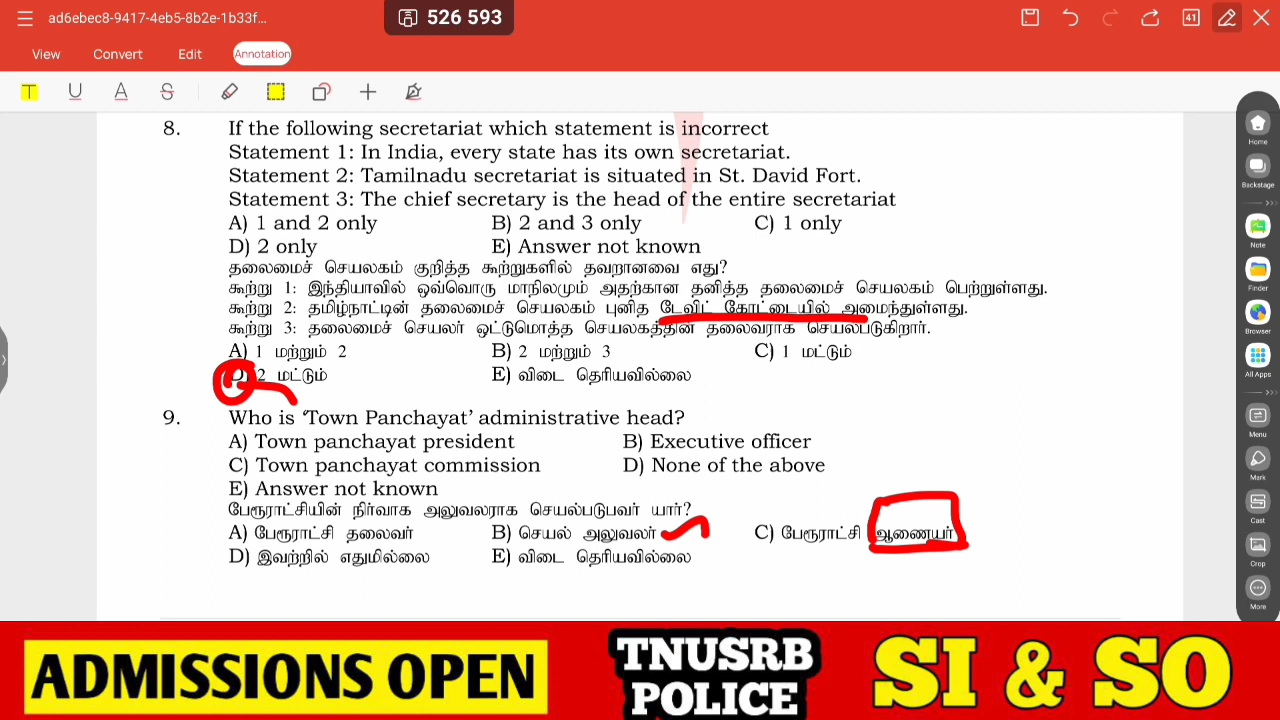 ad6ebec8-9417-4eb5-8b2e-1b33f...
526 593
41
View Convert Edit Annotation
T U A S
8. If the following secretariat which statement is incorrect
Statement 1: In India, every state has its own secretariat.
Statement 2: Tamilnadu secretariat is situated in St. David Fort.
Statement 3: The chief secretary is the head of the entire secretariat
A) 1 and 2 only B) 2 and 3 only C) 1 only
D) 2 only E) Answer not known
தலைமைச் செயலகம் குறித்த கூற்றுகளில் தவறானவை எது?
கூற்று 1: இந்தியாவில் ஒவ்வொரு மாநிலமும் அதற்கான தனித்த தலைமைச் செயலகம் பெற்றுள்ளது.
கூற்று 2: தமிழ்நாட்டின் தலைமைச் செயலகம் புனித டேவிட் கோட்டையில் அமைந்துள்ளது.
கூற்று 3: தலைமைச் செயலர் ஒட்டுமொத்த செயலகத்தின் தலைவராக செயல்படுகிறார்.
A) 1 மற்றும் 2 B) 2 மற்றும் 3 C) 1 மட்டும்
D) 2 மட்டும் E) விடை தெரியவில்லை
9. Who is ‘Town Panchayat’ administrative head?
A) Town panchayat president B) Executive officer
C) Town panchayat commission D) None of the above
E) Answer not known
பேரூராட்சியின் நிர்வாக அலுவலராக செயல்படுபவர் யார்?
A) பேரூராட்சி தலைவர் B) செயல் அலுவலர் C) பேரூராட்சி ஆணையர்
D) இவற்றில் எதுமில்லை E) விடை தெரியவில்லை
Home
Backstage
Note
Finder
Browser
All Apps
Menu
Mark
Cast
Crop
More
ADMISSIONS OPEN
TNUSRB
POLICE
SI & SO